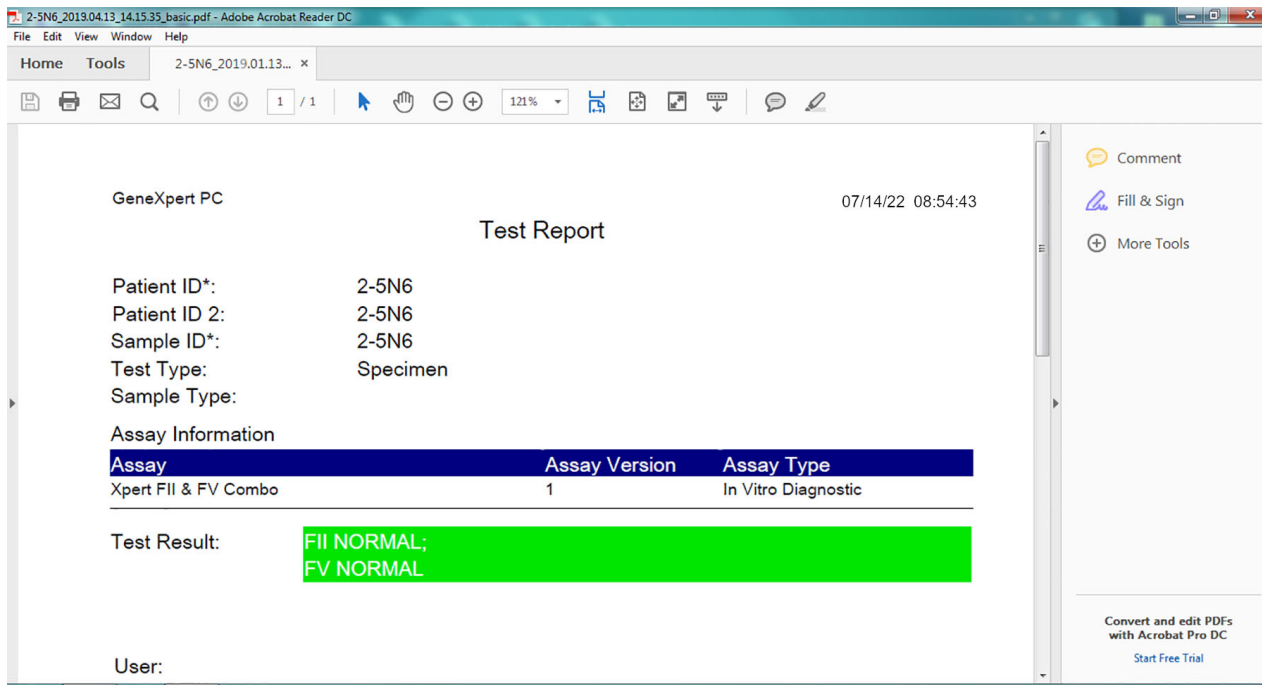 2-5N6_2019.04.13_14.15.35_basic.pdf - Adobe Acrobat Reader DC
File Edit View Window Help
Home Tools 2-5N6_2019.01.13... ×
1 / 1 121%
GeneXpert PC 07/14/22 08:54:43
Test Report
Patient ID*: 2-5N6
Patient ID 2: 2-5N6
Sample ID*: 2-5N6
Test Type: Specimen
Sample Type:
Assay Information
Assay Assay Version Assay Type
Xpert FII & FV Combo 1 In Vitro Diagnostic
Test Result: FII NORMAL;
FV NORMAL
User:
Comment
Fill & Sign
More Tools
Convert and edit PDFs
with Acrobat Pro DC
Start Free Trial